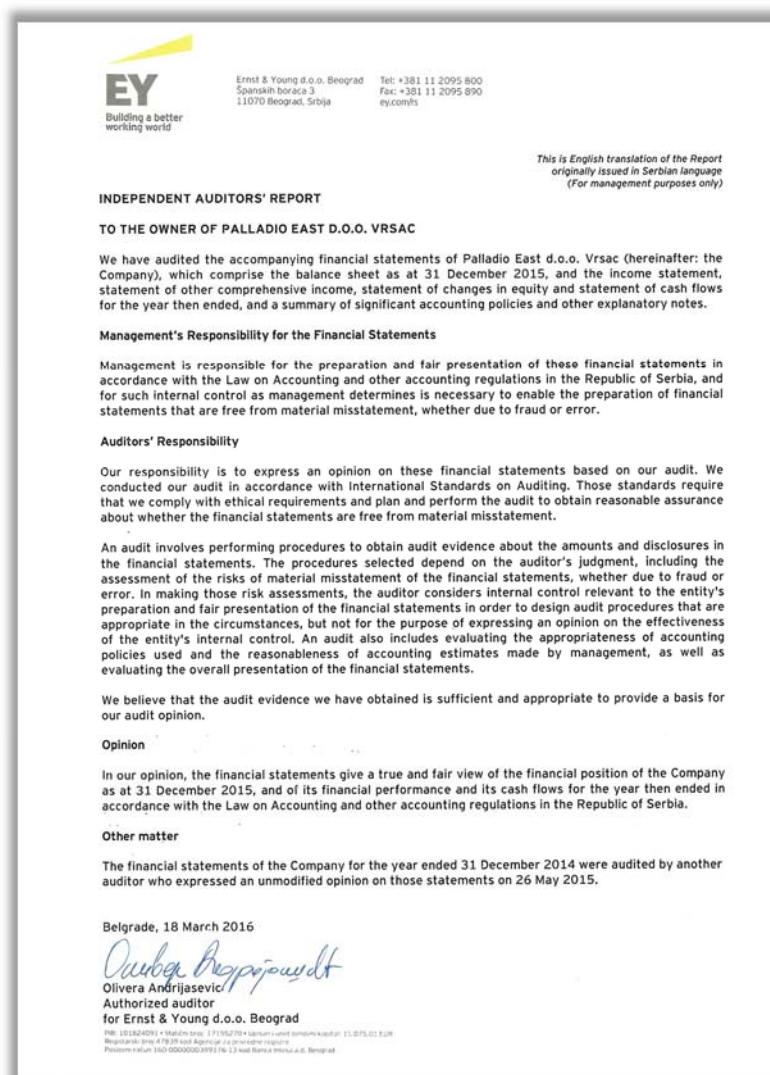 EY
Building a better
working world
Ernst & Young d.o.o. Beograd
Španskih boraca 3
11070 Beograd, Srbija
Tel: +381 11 2095 800
Fax: +381 11 2095 890
ey.com/rs
This is English translation of the Report
originally issued in Serbian language
(For management purposes only)
INDEPENDENT AUDITORS' REPORT
TO THE OWNER OF PALLADIO EAST D.O.O. VRSAC
We have audited the accompanying financial statements of Palladio East d.o.o. Vrsac (hereinafter: the
Company), which comprise the balance sheet as at 31 December 2015, and the income statement,
statement of other comprehensive income, statement of changes in equity and statement of cash flows
for the year then ended, and a summary of significant accounting policies and other explanatory notes.
Management's Responsibility for the Financial Statements
Management is responsible for the preparation and fair presentation of these financial statements in
accordance with the Law on Accounting and other accounting regulations in the Republic of Serbia, and
for such internal control as management determines is necessary to enable the preparation of financial
statements that are free from material misstatement, whether due to fraud or error.
Auditors' Responsibility
Our responsibility is to express an opinion on these financial statements based on our audit. We
conducted our audit in accordance with International Standards on Auditing. Those standards require
that we comply with ethical requirements and plan and perform the audit to obtain reasonable assurance
about whether the financial statements are free from material misstatement.
An audit involves performing procedures to obtain audit evidence about the amounts and disclosures in
the financial statements. The procedures selected depend on the auditor's judgment, including the
assessment of the risks of material misstatement of the financial statements, whether due to fraud or
error. In making those risk assessments, the auditor considers internal control relevant to the entity's
preparation and fair presentation of the financial statements in order to design audit procedures that are
appropriate in the circumstances, but not for the purpose of expressing an opinion on the effectiveness
of the entity's internal control. An audit also includes evaluating the appropriateness of accounting
policies used and the reasonableness of accounting estimates made by management, as well as
evaluating the overall presentation of the financial statements.
We believe that the audit evidence we have obtained is sufficient and appropriate to provide a basis for
our audit opinion.
Opinion
In our opinion, the financial statements give a true and fair view of the financial position of the Company
as at 31 December 2015, and of its financial performance and its cash flows for the year then ended in
accordance with the Law on Accounting and other accounting regulations in the Republic of Serbia.
Other matter
The financial statements of the Company for the year ended 31 December 2014 were audited by another
auditor who expressed an unmodified opinion on those statements on 26 May 2015.
Belgrade, 18 March 2016
Olivera Andrijasevic
Authorized auditor
for Ernst & Young d.o.o. Beograd